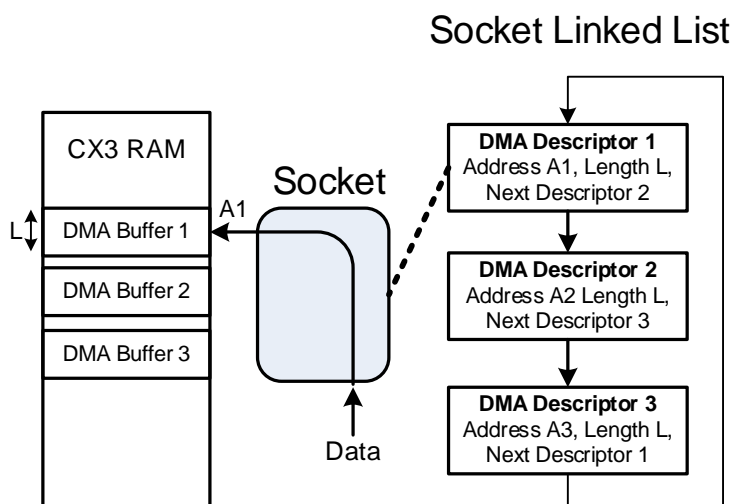 Socket Linked List
CX3 RAM
L
DMA Buffer 1
DMA Buffer 2
DMA Buffer 3
A1
Socket
Data
DMA Descriptor 1
Address A1, Length L,
Next Descriptor 2
DMA Descriptor 2
Address A2 Length L,
Next Descriptor 3
DMA Descriptor 3
Address A3, Length L,
Next Descriptor 1